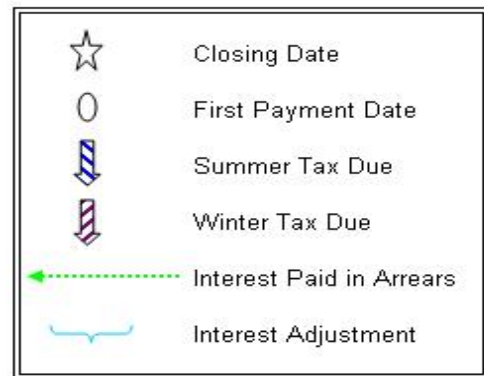 Closing Date
First Payment Date
Summer Tax Due
Winter Tax Due
Interest Paid in Arrears
Interest Adjustment